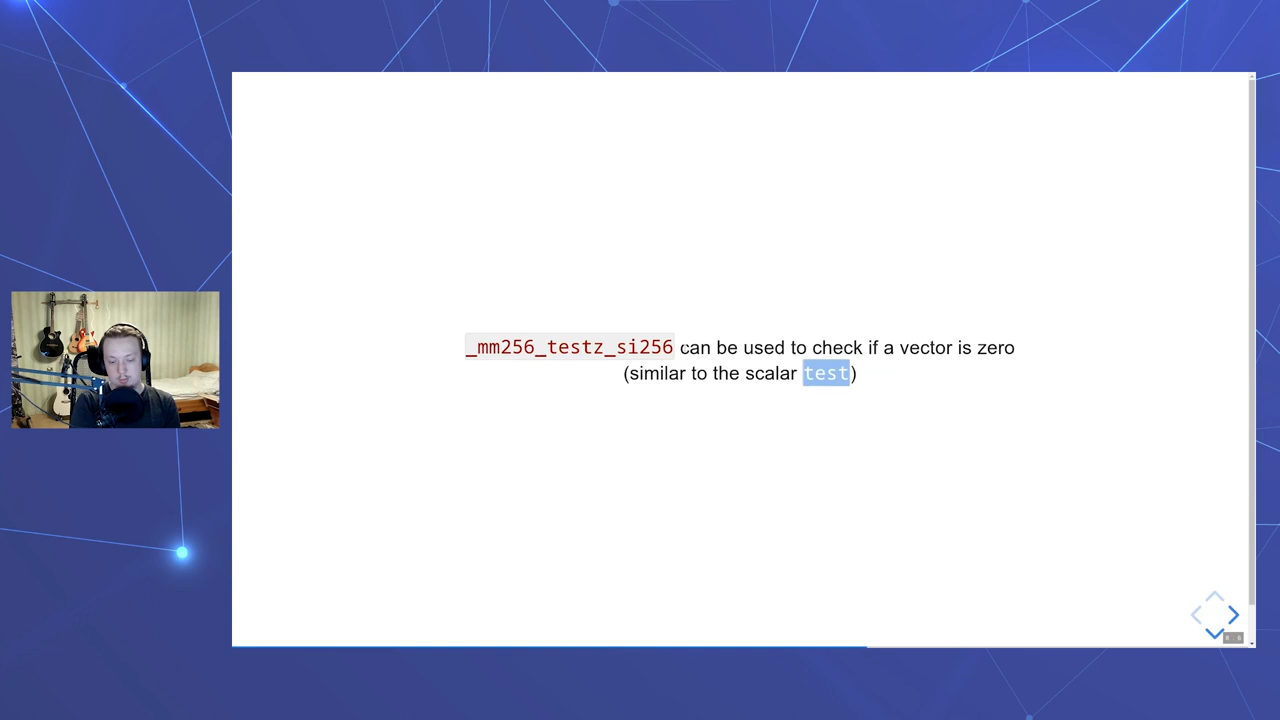 _mm256_testz_si256 can be used to check if a vector is zero
(similar to the scalar test)